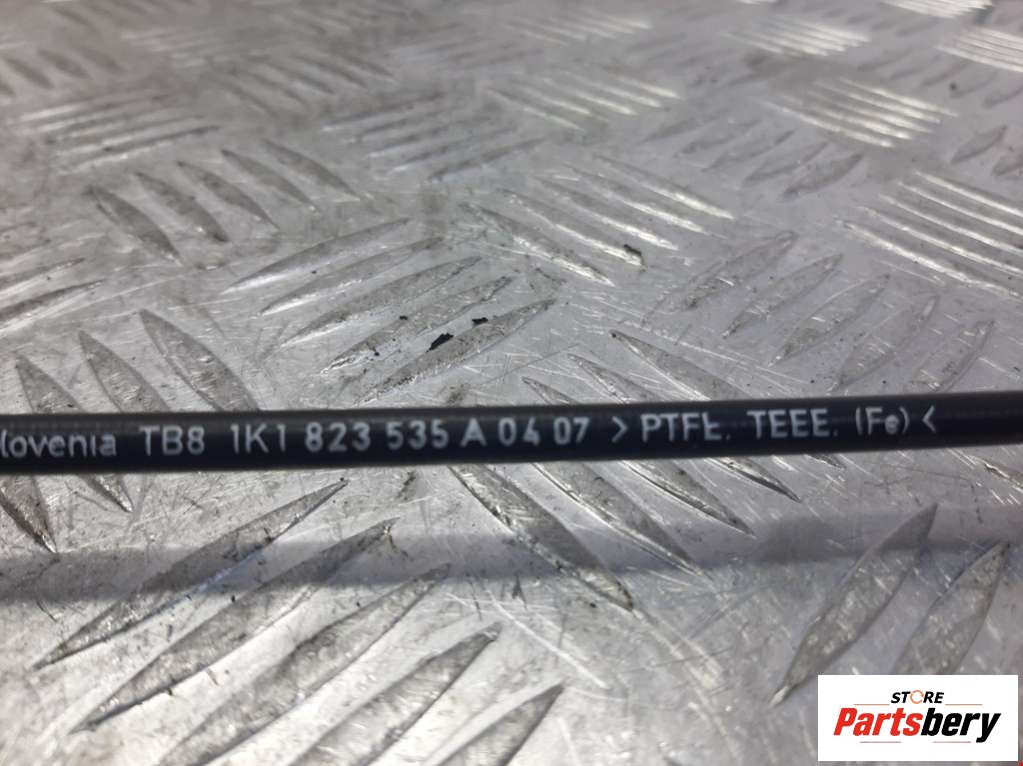 lovenia TB8 1K1 823 535 A 04 07 > PTFE. TEEE. (Fe) <
STORE
Partsbery